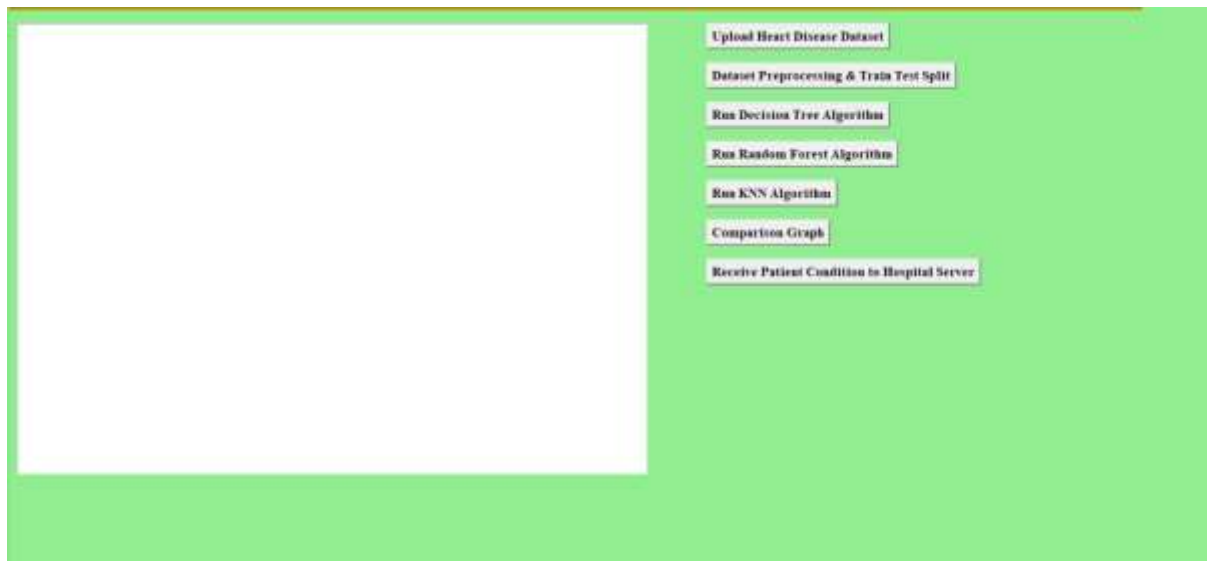 Upload Heart Disease Dataset
Dataset Preprocessing & Train Test Split
Run Decision Tree Algorithm
Run Random Forest Algorithm
Run KNN Algorithm
Comparison Graph
Receive Patient Condition to Hospital Server